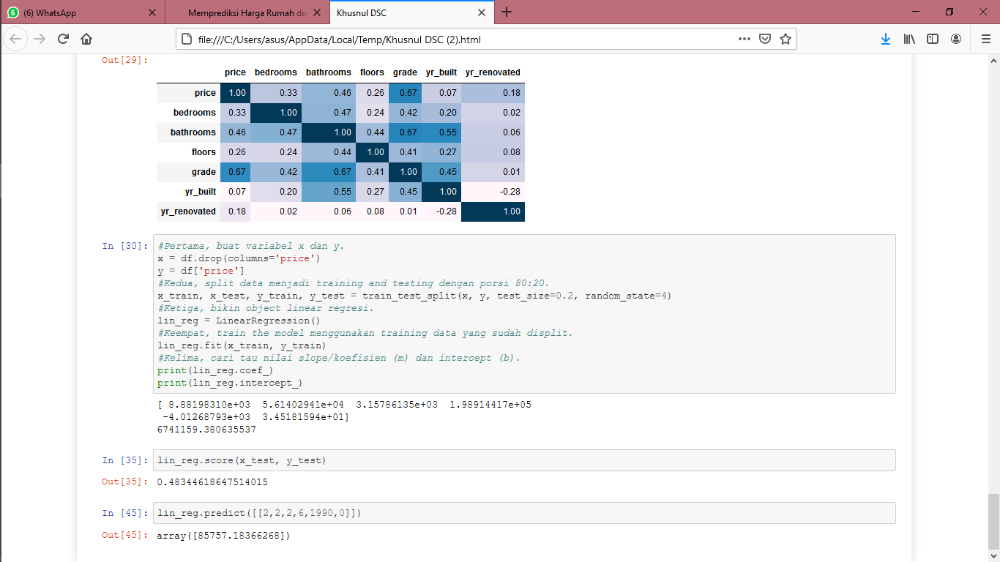 6
(6) WhatsApp
Memprediksi Harga Rumah de
Khusnul DSC
file:///C:/Users/asus/AppData/Local/Temp/Khusnul DSC (2).html
Out[29]:
price bedrooms bathrooms floors grade yr_built yr_renovated
price 1.00 0.33 0.46 0.26 0.67 0.07 0.18
bedrooms 0.33 1.00 0.47 0.24 0.42 0.20 0.02
bathrooms 0.46 0.47 1.00 0.44 0.67 0.55 0.06
floors 0.26 0.24 0.44 1.00 0.41 0.27 0.08
grade 0.67 0.42 0.67 0.41 1.00 0.45 0.01
yr_built 0.07 0.20 0.55 0.27 0.45 1.00 -0.28
yr_renovated 0.18 0.02 0.06 0.08 0.01 -0.28 1.00
In [30]:
#Pertama, buat variabel x dan y.
x = df.drop(columns='price')
y = df['price']
#Kedua, split data menjadi training and testing dengan porsi 80:20.
x_train, x_test, y_train, y_test = train_test_split(x, y, test_size=0.2, random_state=4)
#Ketiga, bikin object linear regresi.
lin_reg = LinearRegression()
#Keempat, train the model menggunakan training data yang sudah displit.
lin_reg.fit(x_train, y_train)
#Kelima, cari tau nilai slope/koefisien (m) dan intercept (b).
print(lin_reg.coef_)
print(lin_reg.intercept_)
[ 8.88198310e+03 5.61402941e+04 3.15786135e+03 1.98914417e+05
-4.01268793e+03 3.45181594e+01]
6741159.380635537
In [35]: lin_reg.score(x_test, y_test)
Out[35]: 0.48344618647514015
In [45]: lin_reg.predict([[2,2,2,6,1990,0]])
Out[45]: array([85757.18366268])